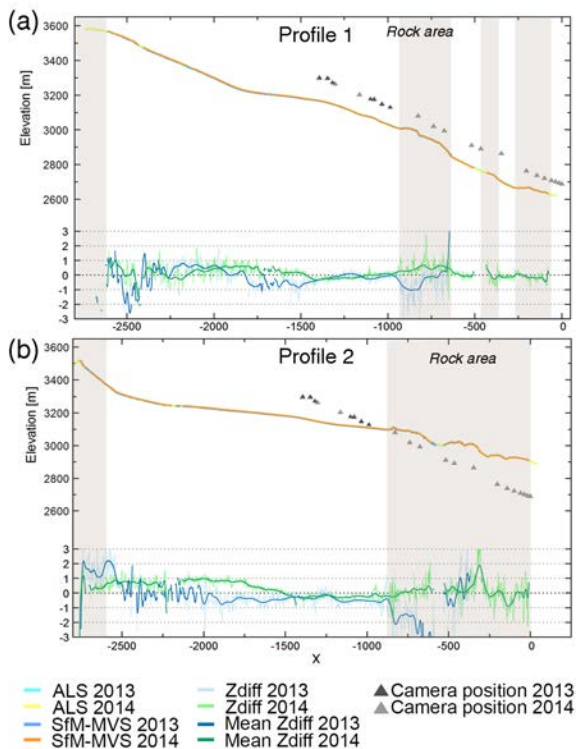 (a)
Profile 1
Rock area
Elevation [m]
3600
3400
3200
3000
2800
2600
3
2
1
0
-1
-2
-3
-2500 -2000 -1500 -1000 -500 0
(b)
Profile 2
Rock area
Elevation [m]
3600
3400
3200
3000
2800
2600
3
2
1
0
-1
-2
-3
-2500 -2000 -1500 -1000 -500 0
X
ALS 2013 Zdiff 2013 Camera position 2013
ALS 2014 Zdiff 2014 Camera position 2014
SfM-MVS 2013 Mean Zdiff 2013
SfM-MVS 2014 Mean Zdiff 2014